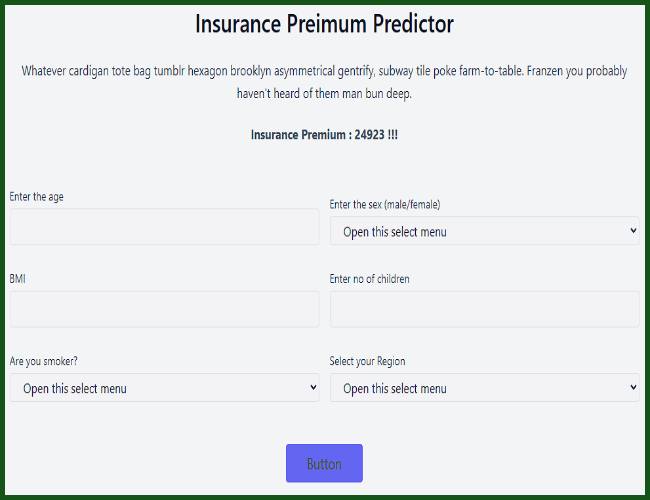 Insurance Preimum Predictor
Whatever cardigan tote bag tumblr hexagon brooklyn asymmetrical gentrify, subway tile poke farm-to-table. Franzen you probably
haven't heard of them man bun deep.
Insurance Premium : 24923 !!!
Enter the age
Enter the sex (male/female)
Open this select menu
BMI
Enter no of children
Are you smoker?
Select your Region
Open this select menu
Open this select menu
Button